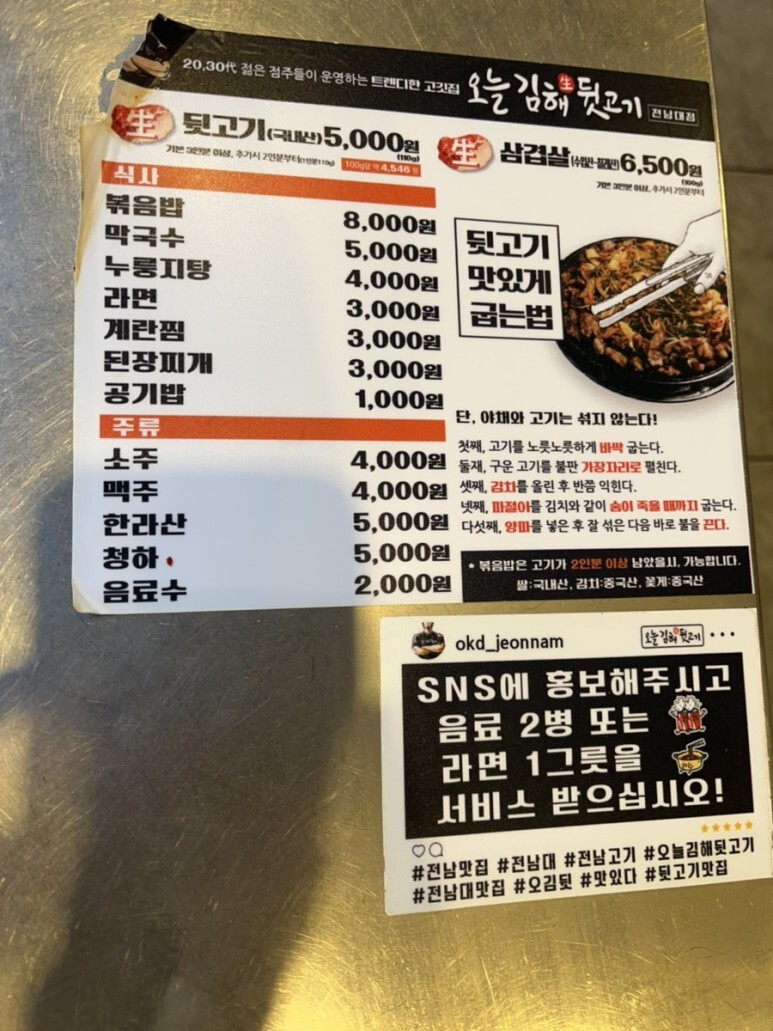 20,30代 젊은 점주들이 운영하는 트렌디한 고깃집 오늘 김해 生 뒷고기 전남대점
生 뒷고기(국내산) 5,000원 (110g)
기본 3인분 이상, 추가시 2인분부터(1인분110g) 100g당 약 4,546원
生 삼겹살 6,500원 (100g)
기본 3인분 이상, 추가시 2인분부터
식사
볶음밥 8,000원
막국수 5,000원
누룽지탕 4,000원
라면 3,000원
계란찜 3,000원
된장찌개 3,000원
공기밥 1,000원
주류
소주 4,000원
맥주 4,000원
한라산 5,000원
청하 5,000원
음료수 2,000원
뒷고기
맛있게
굽는법
단, 야채와 고기는 섞지 않는다!
첫째, 고기를 노릇노릇하게 바싹 굽는다.
둘째, 구운 고기를 불판 가장자리로 펼친다.
셋째, 김치를 올린 후 반쯤 익힌다.
넷째, 파절이를 김치와 같이 숨이 죽을 때까지 굽는다.
다섯째, 양파를 넣은 후 잘 섞은 다음 바로 불을 끈다.
* 볶음밥은 고기가 2인분 이상 남았을시, 가능합니다.
쌀:국내산, 김치:중국산, 꽃게:중국산
okd_jeonnam 오늘 김해 生 뒷고기
SNS에 홍보해주시고
음료 2병 또는
라면 1그릇을
서비스 받으십시오!
#전남맛집 #전남대 #전남고기 #오늘김해뒷고기
#전남대맛집 #오김뒷 #맛있다 #뒷고기맛집